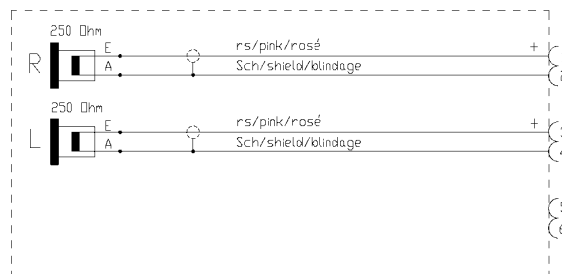 250 Ohm
R E rs/pink/rosé +
A Sch/shield/blindage
250 Ohm
L E rs/pink/rosé +
A Sch/shield/blindage